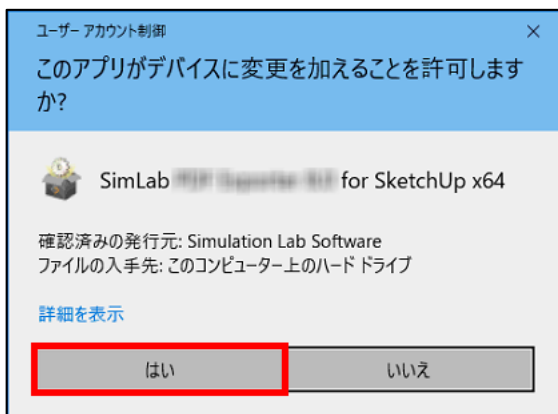 ユーザー アカウント制御
このアプリがデバイスに変更を加えることを許可します
か?
SimLab for SketchUp x64
確認済みの発行元: Simulation Lab Software
ファイルの入手先: このコンピューター上のハード ドライブ
詳細を表示
はい
いいえ